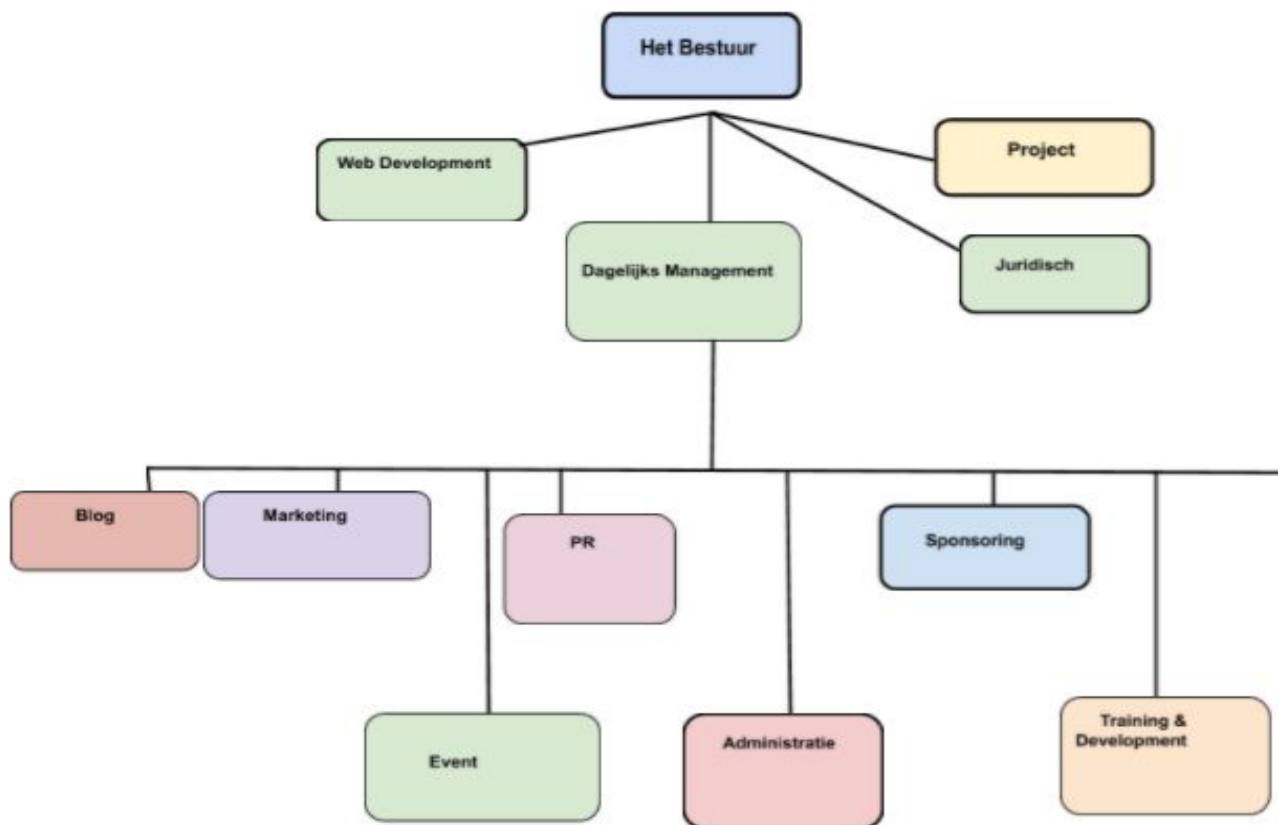 Het Bestuur
Web Development
Project
Dagelijks Management
Juridisch
Blog
Marketing
PR
Sponsoring
Event
Administratie
Training &
Development